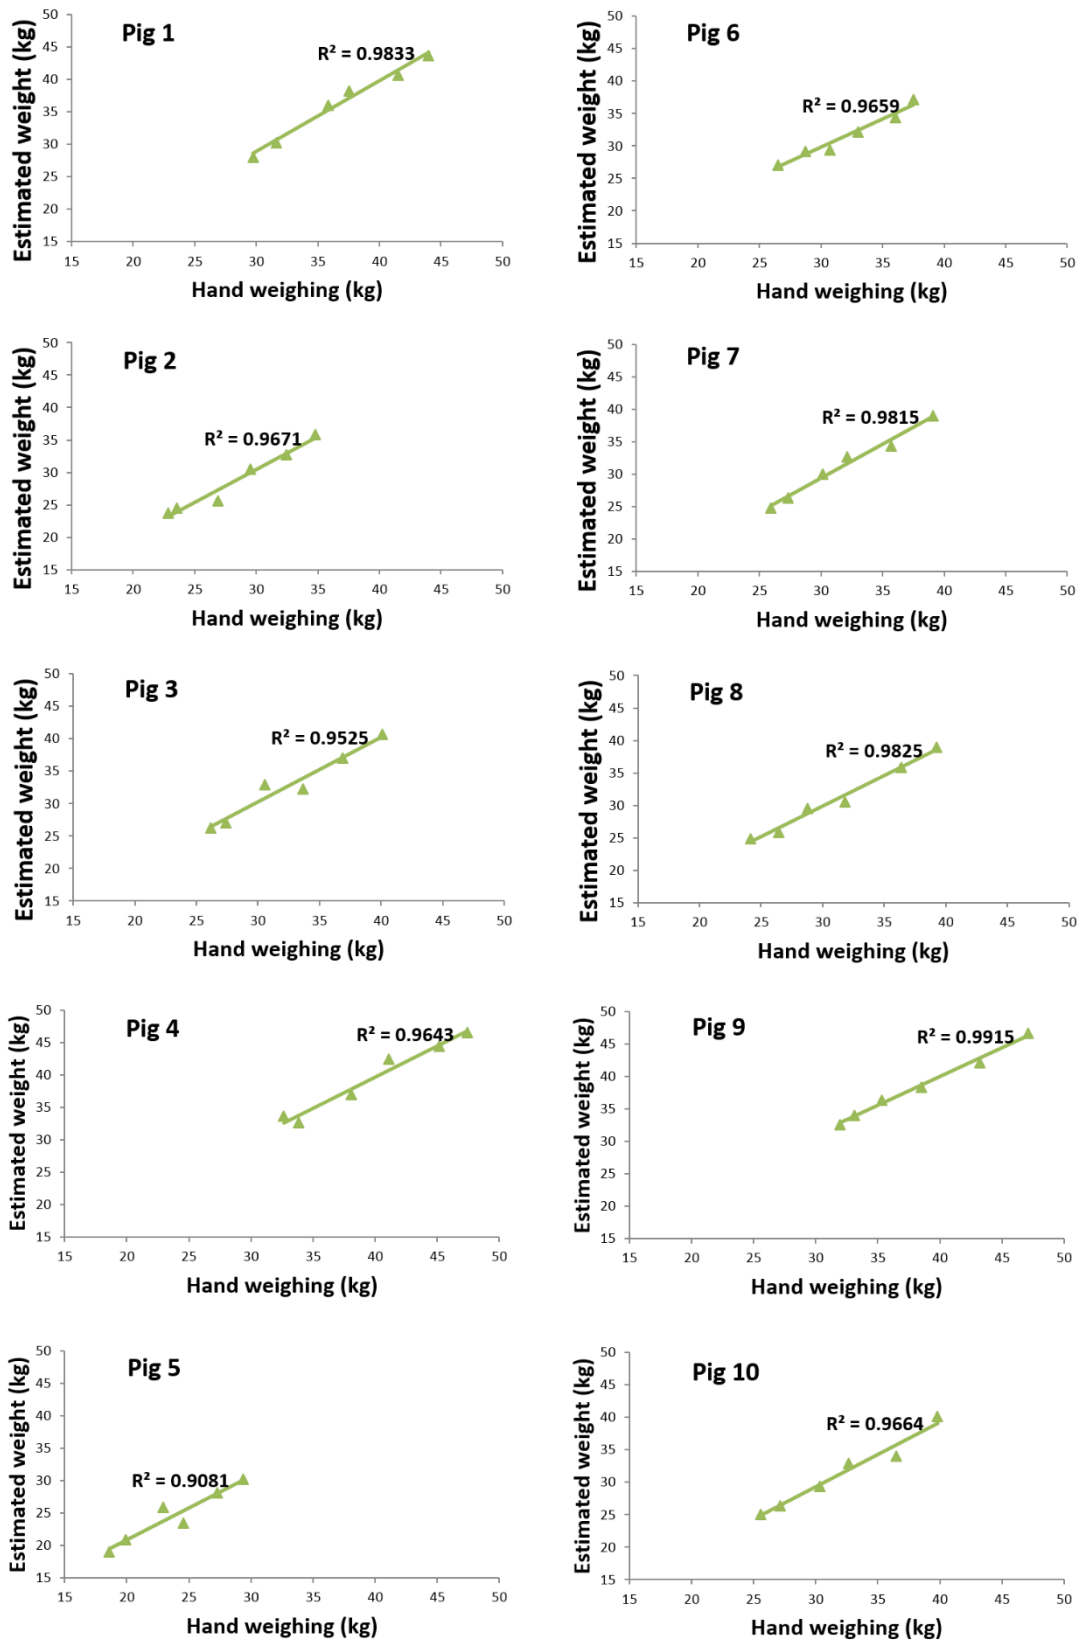 Pig 1
R² = 0.9833
Estimated weight (kg)
50
45
40
35
30
25
20
15
15 20 25 30 35 40 45 50
Hand weighing (kg)
Pig 6
R² = 0.9659
Estimated weight (kg)
50
45
40
35
30
25
20
15
15 20 25 30 35 40 45 50
Hand weighing (kg)
Pig 2
R² = 0.9671
Estimated weight (kg)
50
45
40
35
30
25
20
15
15 20 25 30 35 40 45 50
Hand weighing (kg)
Pig 7
R² = 0.9815
Estimated weight (kg)
50
45
40
35
30
25
20
15
15 20 25 30 35 40 45 50
Hand weighing (kg)
Pig 3
R² = 0.9525
Estimated weight (kg)
50
45
40
35
30
25
20
15
15 20 25 30 35 40 45 50
Hand weighing (kg)
Pig 8
R² = 0.9825
Estimated weight (kg)
50
45
40
35
30
25
20
15
15 20 25 30 35 40 45 50
Hand weighing (kg)
Pig 4
R² = 0.9643
Estimated weight (kg)
50
45
40
35
30
25
20
15
15 20 25 30 35 40 45 50
Hand weighing (kg)
Pig 9
R² = 0.9915
Estimated weight (kg)
50
45
40
35
30
25
20
15
15 20 25 30 35 40 45 50
Hand weighing (kg)
Pig 5
R² = 0.9081
Estimated weight (kg)
50
45
40
35
30
25
20
15
15 20 25 30 35 40 45 50
Hand weighing (kg)
Pig 10
R² = 0.9664
Estimated weight (kg)
50
45
40
35
30
25
20
15
15 20 25 30 35 40 45 50
Hand weighing (kg)